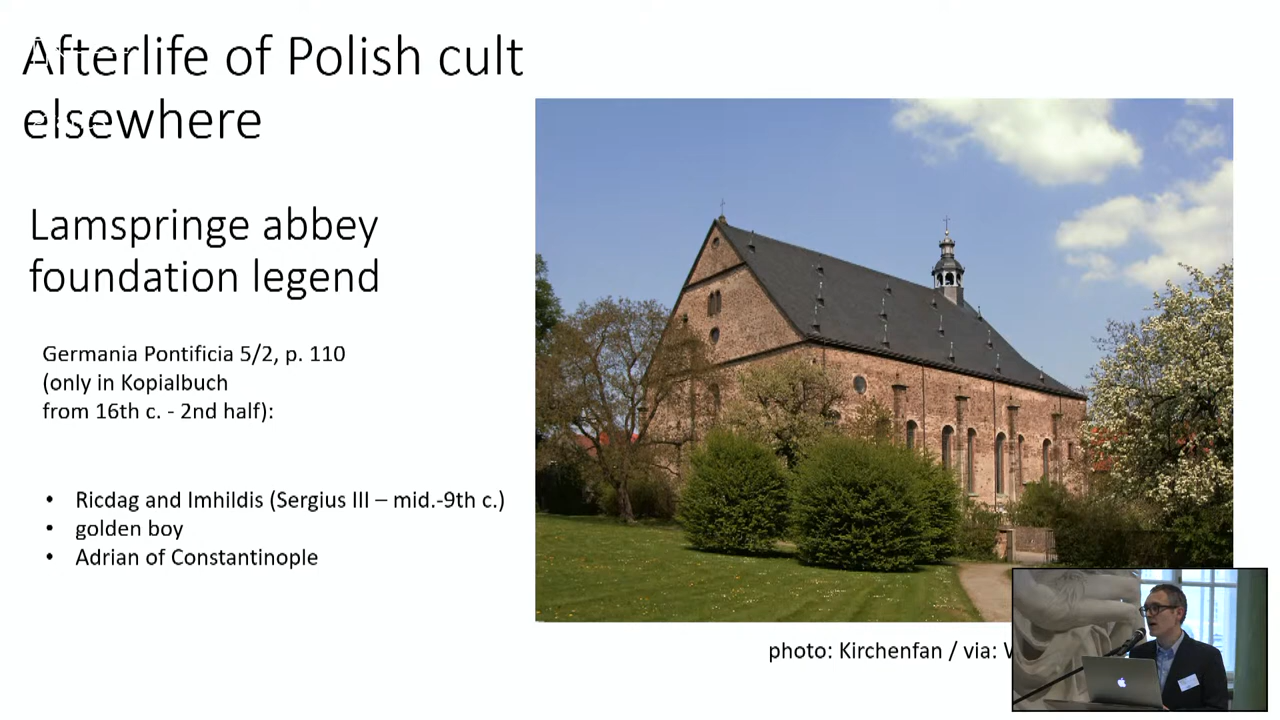 Afterlife of Polish cult
elsewhere
Lamspringe abbey
foundation legend
Germania Pontificia 5/2, p. 110
(only in Kopialbuch
from 16th c. - 2nd half):
• Ricdag and Imhildis (Sergius III – mid.-9th c.)
• golden boy
• Adrian of Constantinople
photo: Kirchenfan / via: